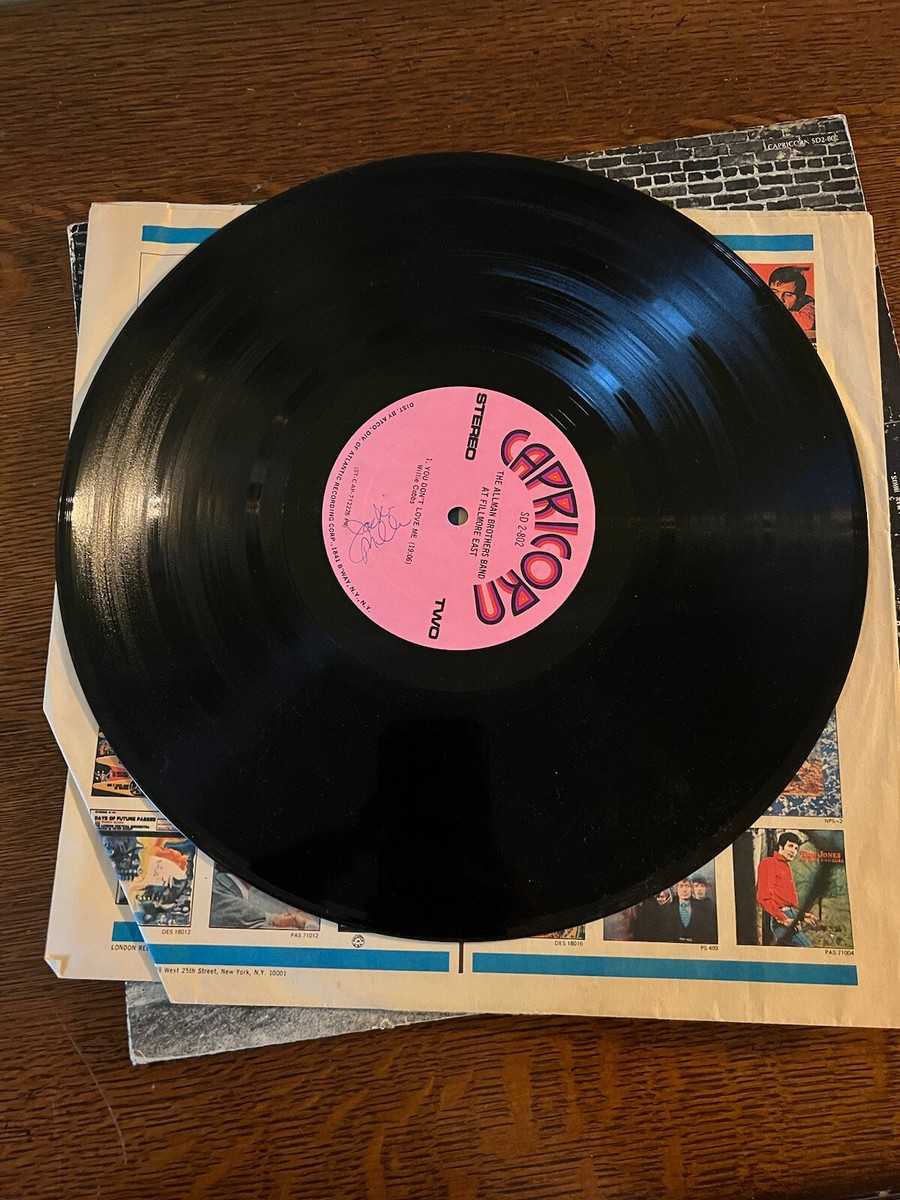 CAPRICORN SD2-802
CAPRICORN
SD 2-802
THE ALLMAN BROTHERS BAND
AT FILLMORE EAST
STEREO
TWO
1. YOU DON'T LOVE ME (19:06)
Willie Cobbs
DIST. BY ATCO, DIV. OF ATLANTIC RECORDING CORP., 1841 B'WAY, N.Y., N.Y.
DAYS OF FUTURE PASSED
NPS-2
TOM JONES
DES 18012
PAS 71012
DES 18016
PS 499
PAS 71004
LONDON
West 25th Street, New York, N.Y. 10001